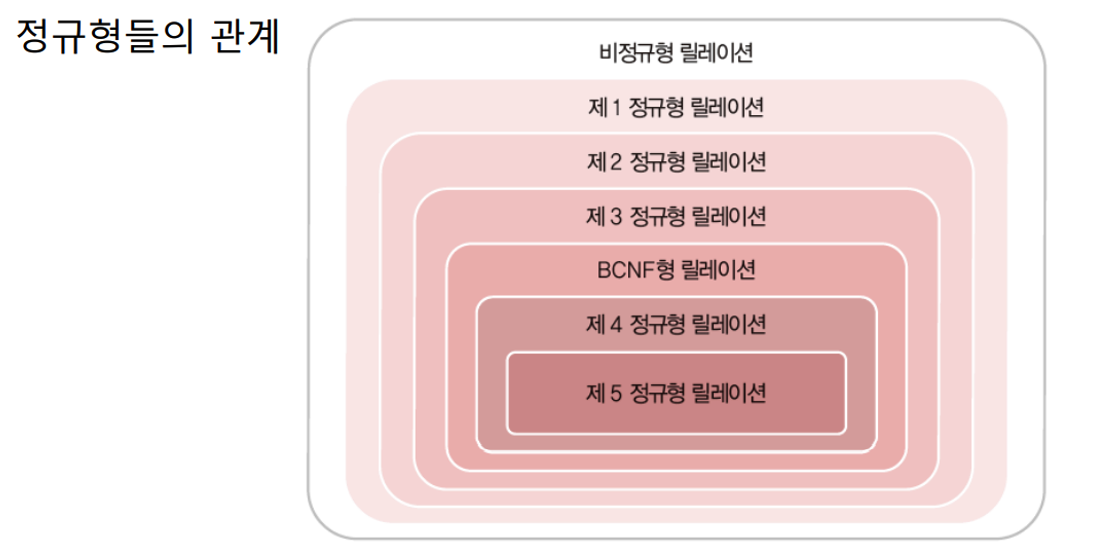 정규형들의 관계
비정규형 릴레이션
제 1 정규형 릴레이션
제 2 정규형 릴레이션
제 3 정규형 릴레이션
BCNF형 릴레이션
제 4 정규형 릴레이션
제 5 정규형 릴레이션